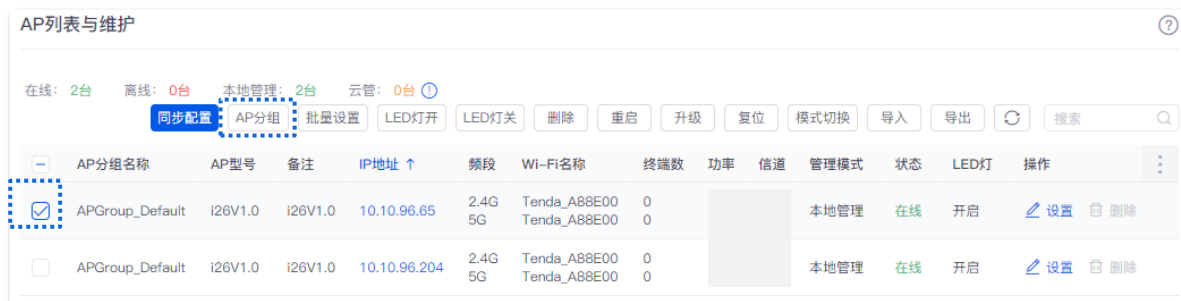 AP列表与维护
在线: 2台 离线: 0台 本地管理: 2台 云管: 0台
同步配置 AP分组 批量设置 LED灯开 LED灯关 删除 重启 升级 复位 模式切换 导入 导出 搜索
AP分组名称 AP型号 备注 IP地址 ↑ 频段 Wi-Fi名称 终端数 功率 信道 管理模式 状态 LED灯 操作
APGroup_Default i26V1.0 i26V1.0 10.10.96.65 2.4G Tenda_A88E00 0 本地管理 在线 开启 设置 删除
5G Tenda_A88E00 0
APGroup_Default i26V1.0 i26V1.0 10.10.96.204 2.4G Tenda_A88E00 0 本地管理 在线 开启 设置 删除
5G Tenda_A88E00 0